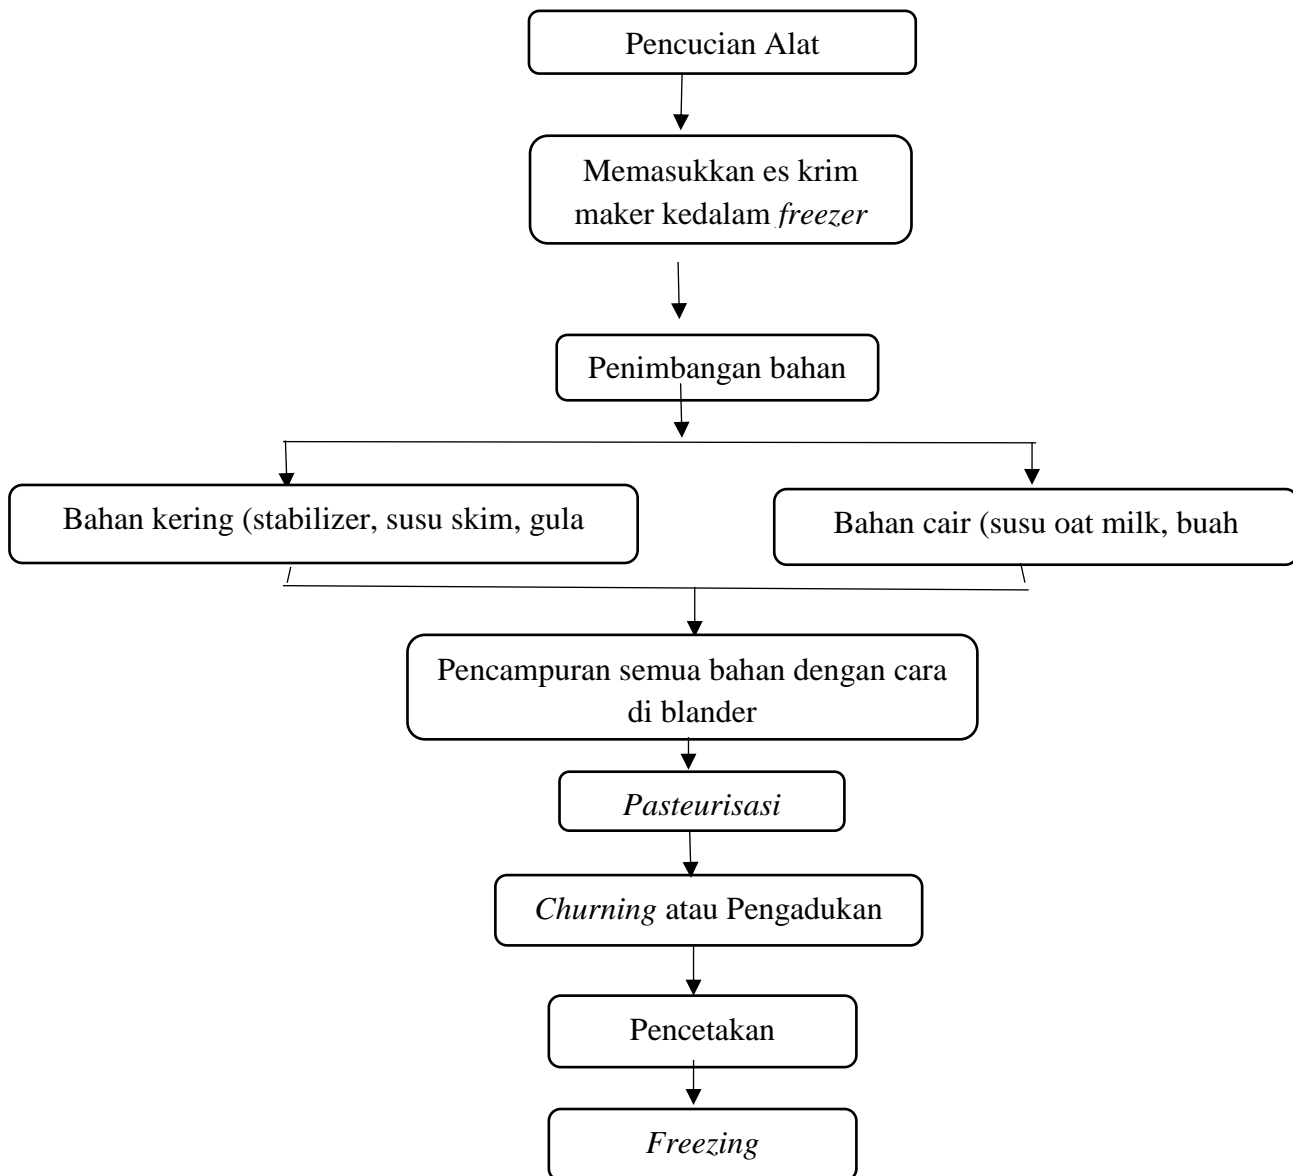 Pencucian Alat
Memasukkan es krim
maker kedalam freezer
Penimbangan bahan
Bahan kering (stabilizer, susu skim, gula
Bahan cair (susu oat milk, buah
Pencampuran semua bahan dengan cara
di blander
Pasteurisasi
Churning atau Pengadukan
Pencetakan
Freezing